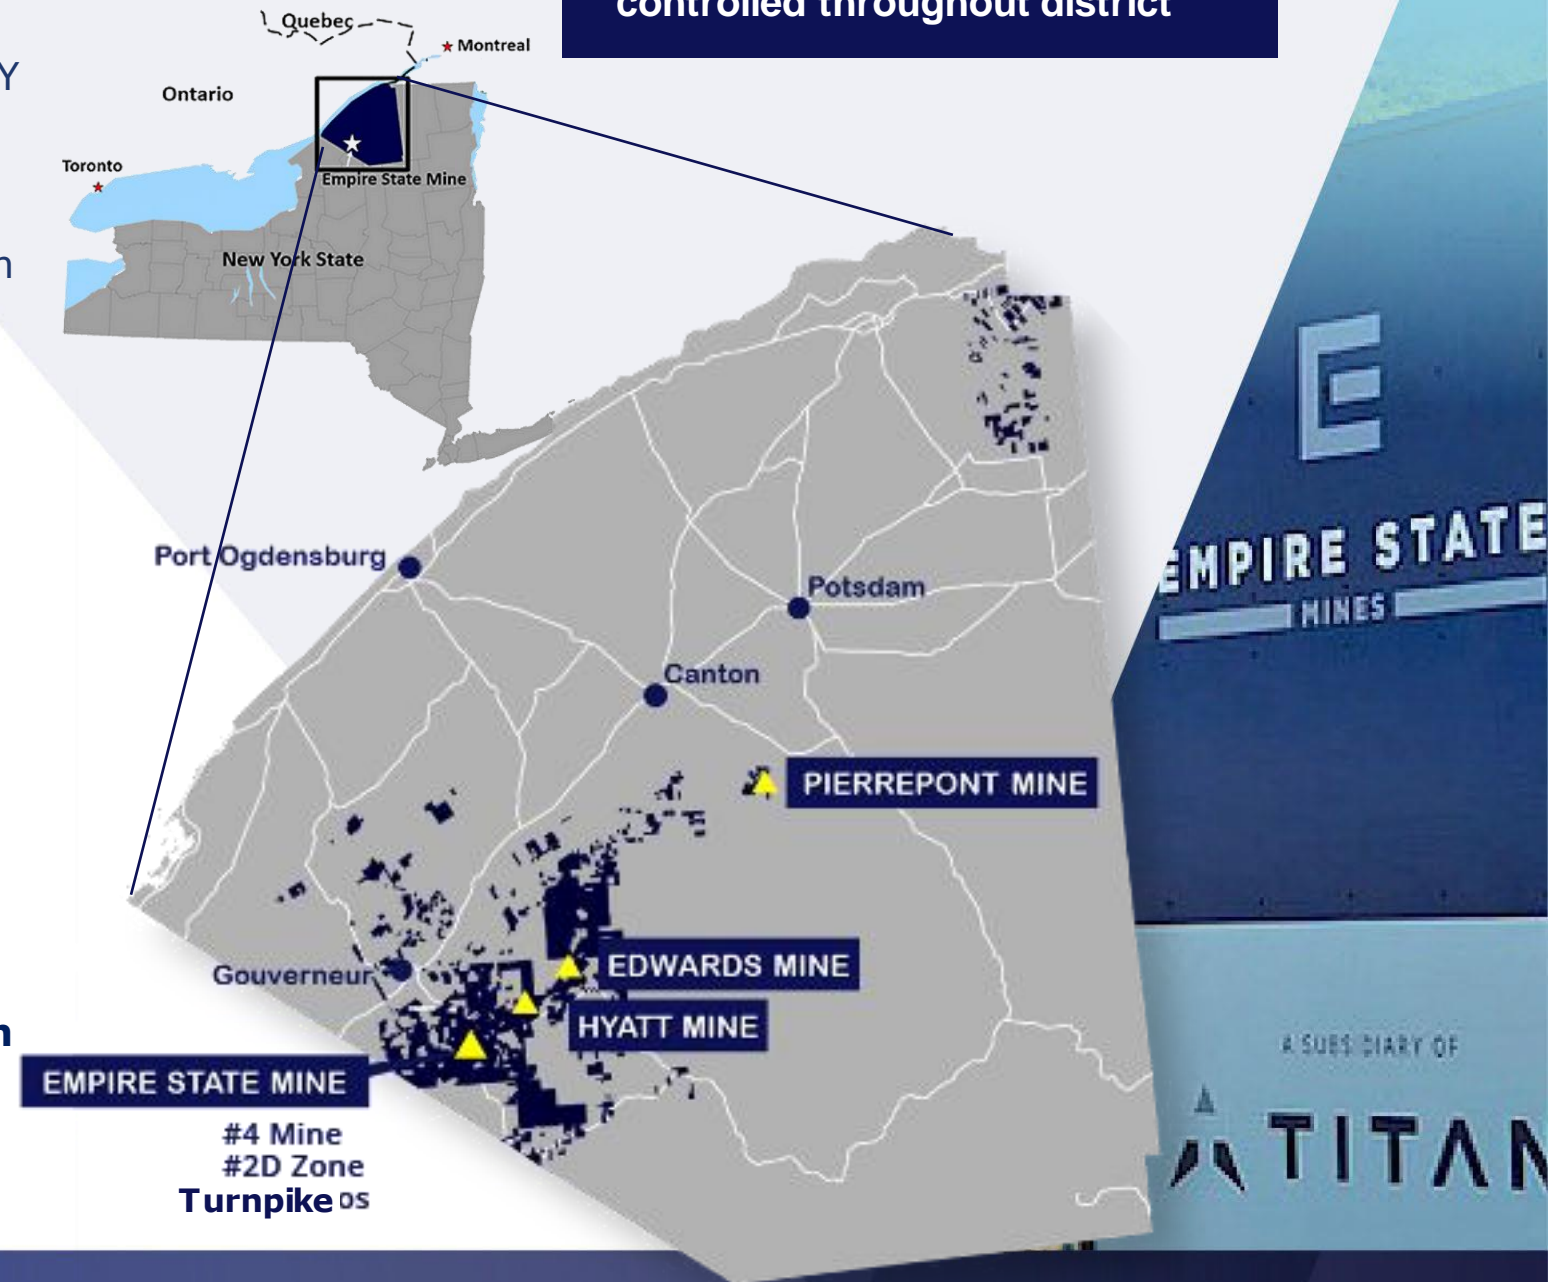 controlled throughout district
Quebec
Montreal
Y
Ontario
Toronto
Empire State Mine
n
New York State
E
EMPIRE STATE
MINES
Port Ogdensburg
Potsdam
Canton
PIERREPONT MINE
EDWARDS MINE
Gouverneur
HYATT MINE
n
EMPIRE STATE MINE
#4 Mine
#2D Zone
Turnpike os
A SUBSIDIARY OF
TITAN